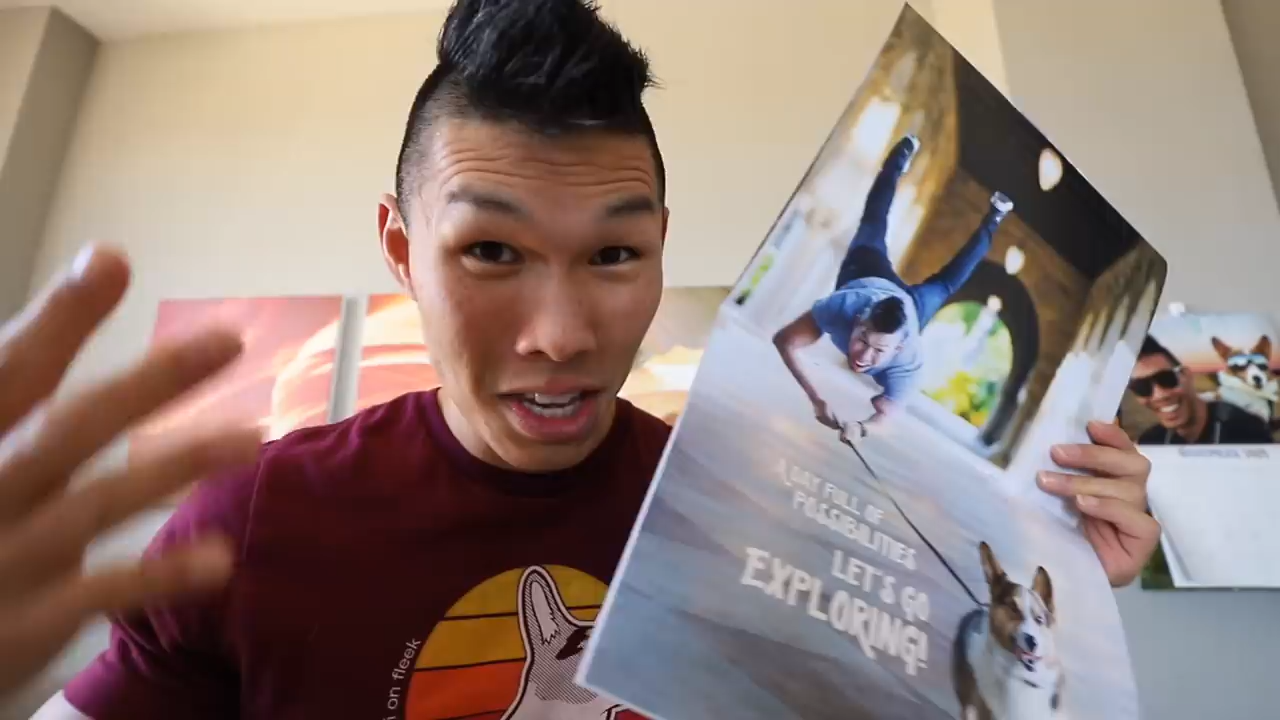 A DAY FULL OF
POSSIBILITIES
LET'S GO
EXPLORING!
on fleek